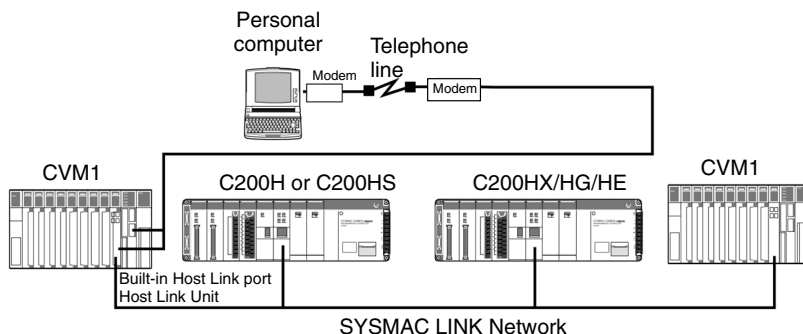 Personal
computer
Telephone
line
Modem
Modem
CVM1
C200H or C200HS
C200HX/HG/HE
CVM1
Built-in Host Link port
Host Link Unit
SYSMAC LINK Network